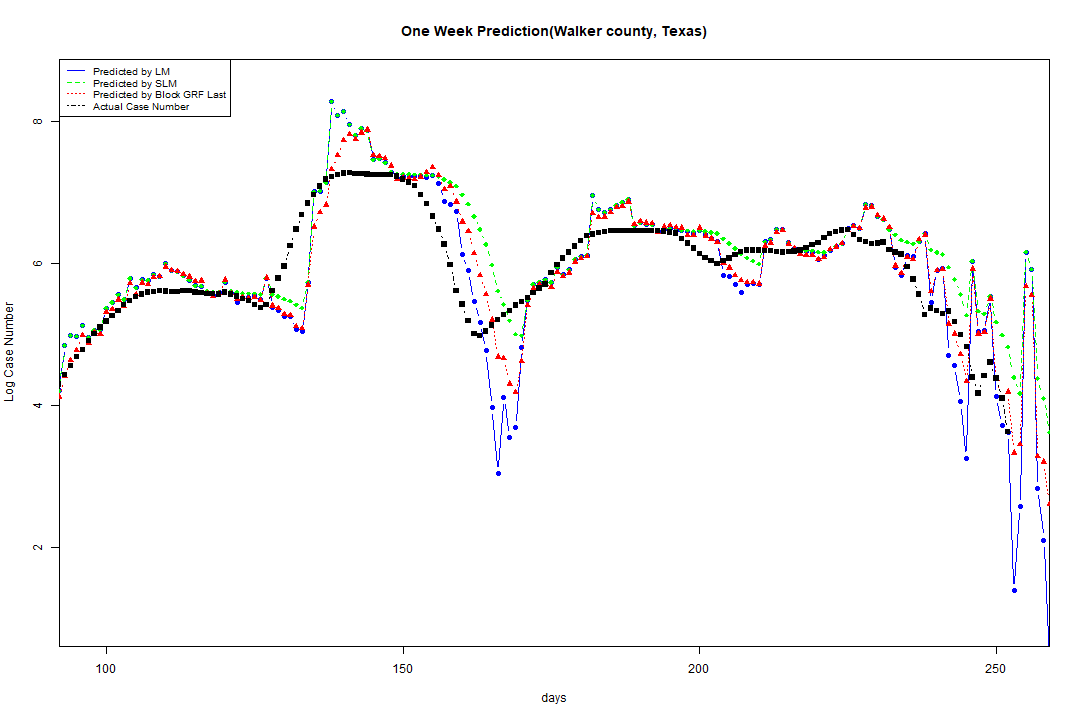 One Week Prediction(Walker county, Texas)
Predicted by LM
Predicted by SLM
Predicted by Block GRF Last
Actual Case Number
8
6
4
2
Log Case Number
100 150 200 250
days